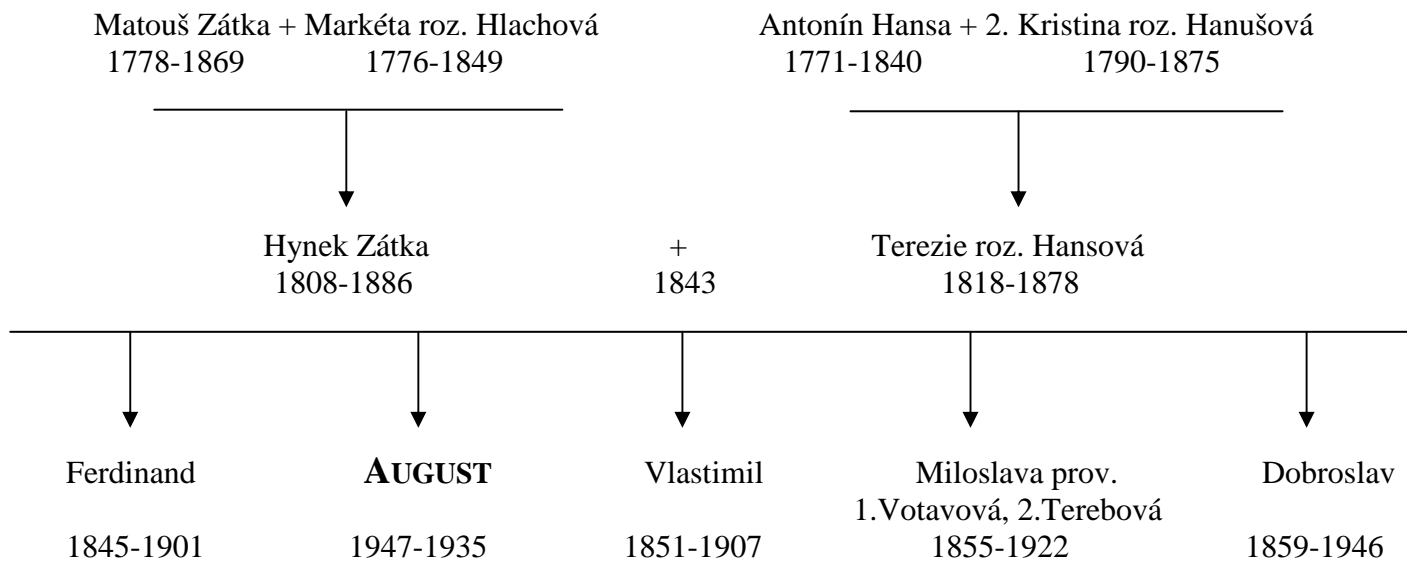 Matouš Zátka + Markéta roz. Hlachová
1778-1869 1776-1849
Antonín Hansa + 2. Kristina roz. Hanušová
1771-1840 1790-1875
Hynek Zátka + Terezie roz. Hansová
1808-1886 1843 1818-1878
Ferdinand AUGUST Vlastimil Miloslava prov. Dobroslav
1.Votavová, 2.Terebová
1845-1901 1947-1935 1851-1907 1855-1922 1859-1946